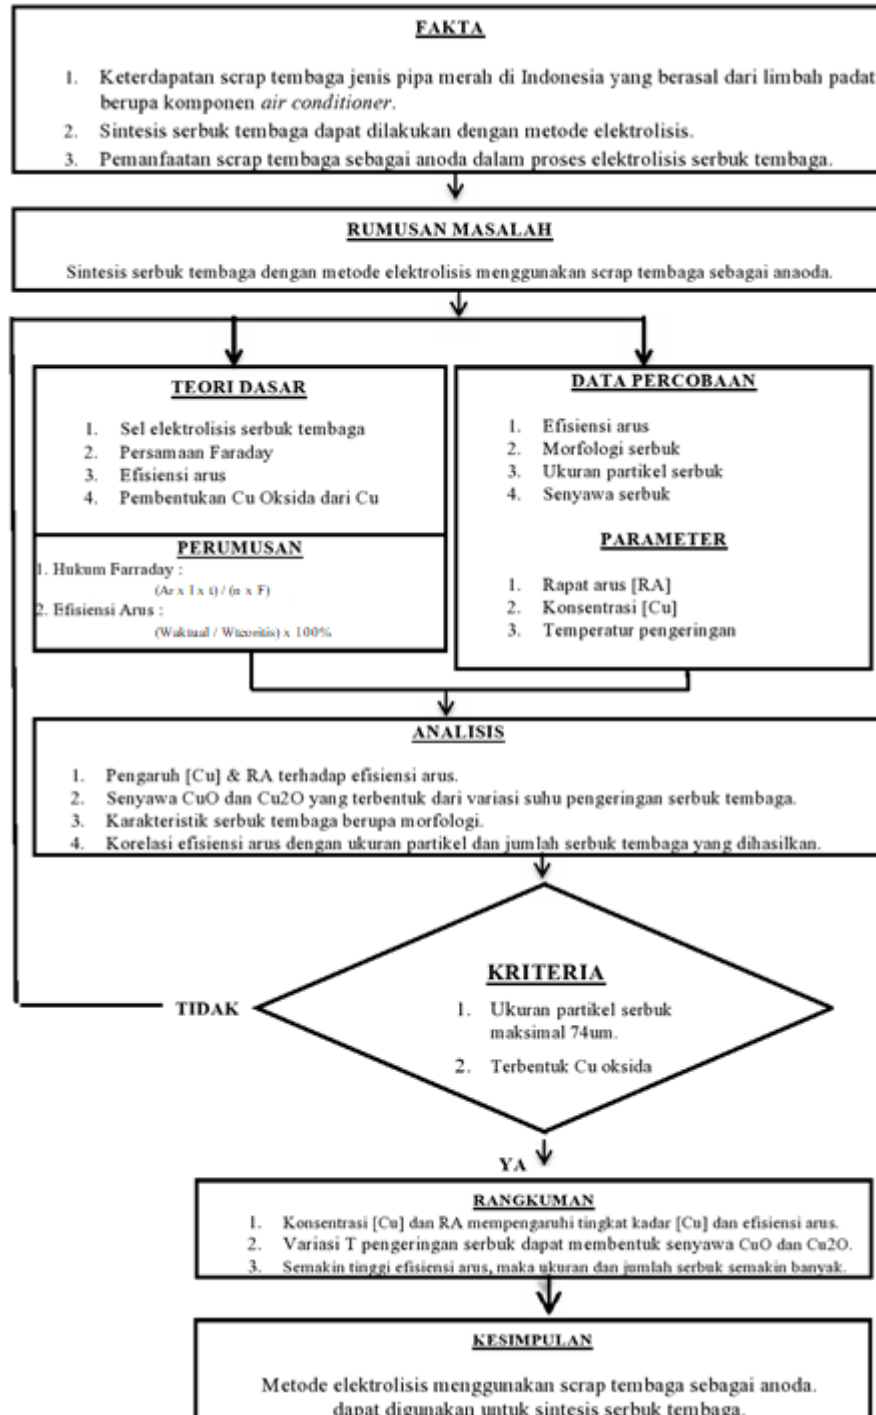 FAKTA
1. Keterdapatan scrap tembaga jenis pipa merah di Indonesia yang berasal dari limbah padat
berupa komponen air conditioner.
2. Sintesis serbuk tembaga dapat dilakukan dengan metode elektrolisis.
3. Pemanfaatan scrap tembaga sebagai anoda dalam proses elektrolisis serbuk tembaga.
RUMUSAN MASALAH
Sintesis serbuk tembaga dengan metode elektrolisis menggunakan scrap tembaga sebagai anaoda.
TEORI DASAR
1. Sel elektrolisis serbuk tembaga
2. Persamaan Faraday
3. Efisiensi arus
4. Pembentukan Cu Oksida dari Cu
PERUMUSAN
1. Hukum Farraday :
(Ar x I x t) / (n x F)
2. Efisiensi Arus :
(Waktual / Wteoritis) x 100%
DATA PERCOBAAN
1. Efisiensi arus
2. Morfologi serbuk
3. Ukuran partikel serbuk
4. Senyawa serbuk
PARAMETER
1. Rapat arus [RA]
2. Konsentrasi [Cu]
3. Temperatur pengeringan
ANALISIS
1. Pengaruh [Cu] & RA terhadap efisiensi arus.
2. Senyawa CuO dan Cu2O yang terbentuk dari variasi suhu pengeringan serbuk tembaga.
3. Karakteristik serbuk tembaga berupa morfologi.
4. Korelasi efisiensi arus dengan ukuran partikel dan jumlah serbuk tembaga yang dihasilkan.
KRITERIA
1. Ukuran partikel serbuk
maksimal 74um.
2. Terbentuk Cu oksida
TIDAK
YA
RANGKUMAN
1. Konsentrasi [Cu] dan RA mempengaruhi tingkat kadar [Cu] dan efisiensi arus.
2. Variasi T pengeringan serbuk dapat membentuk senyawa CuO dan Cu2O.
3. Semakin tinggi efisiensi arus, maka ukuran dan jumlah serbuk semakin banyak.
KESIMPULAN
Metode elektrolisis menggunakan scrap tembaga sebagai anoda.
dapat digunakan untuk sintesis serbuk tembaga.